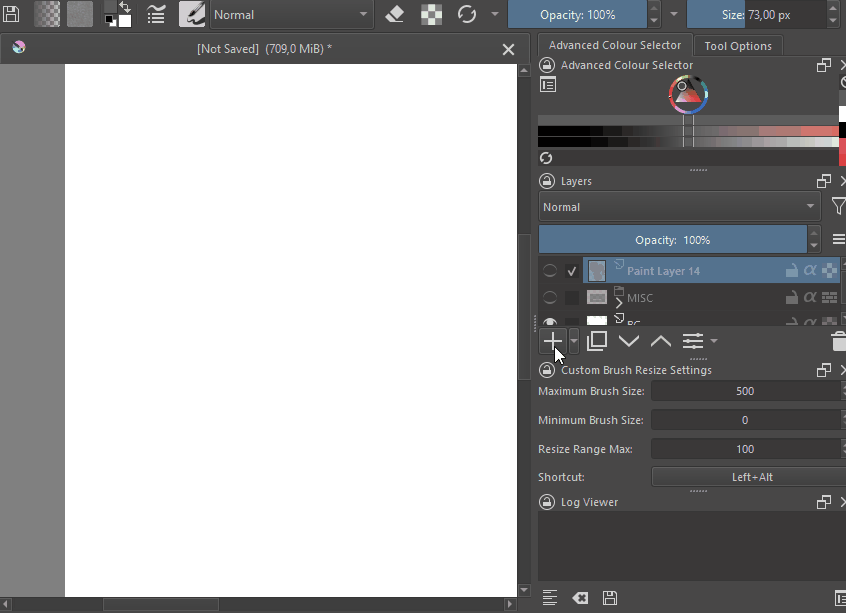 Normal
Opacity: 100%
Size: 73,00 px
[Not Saved] (709,0 MiB) *
Advanced Colour Selector
Tool Options
Advanced Colour Selector
Layers
Normal
Opacity: 100%
Paint Layer 14
MISC
BG
Custom Brush Resize Settings
Maximum Brush Size: 500
Minimum Brush Size: 0
Resize Range Max: 100
Shortcut: Left+Alt
Log Viewer